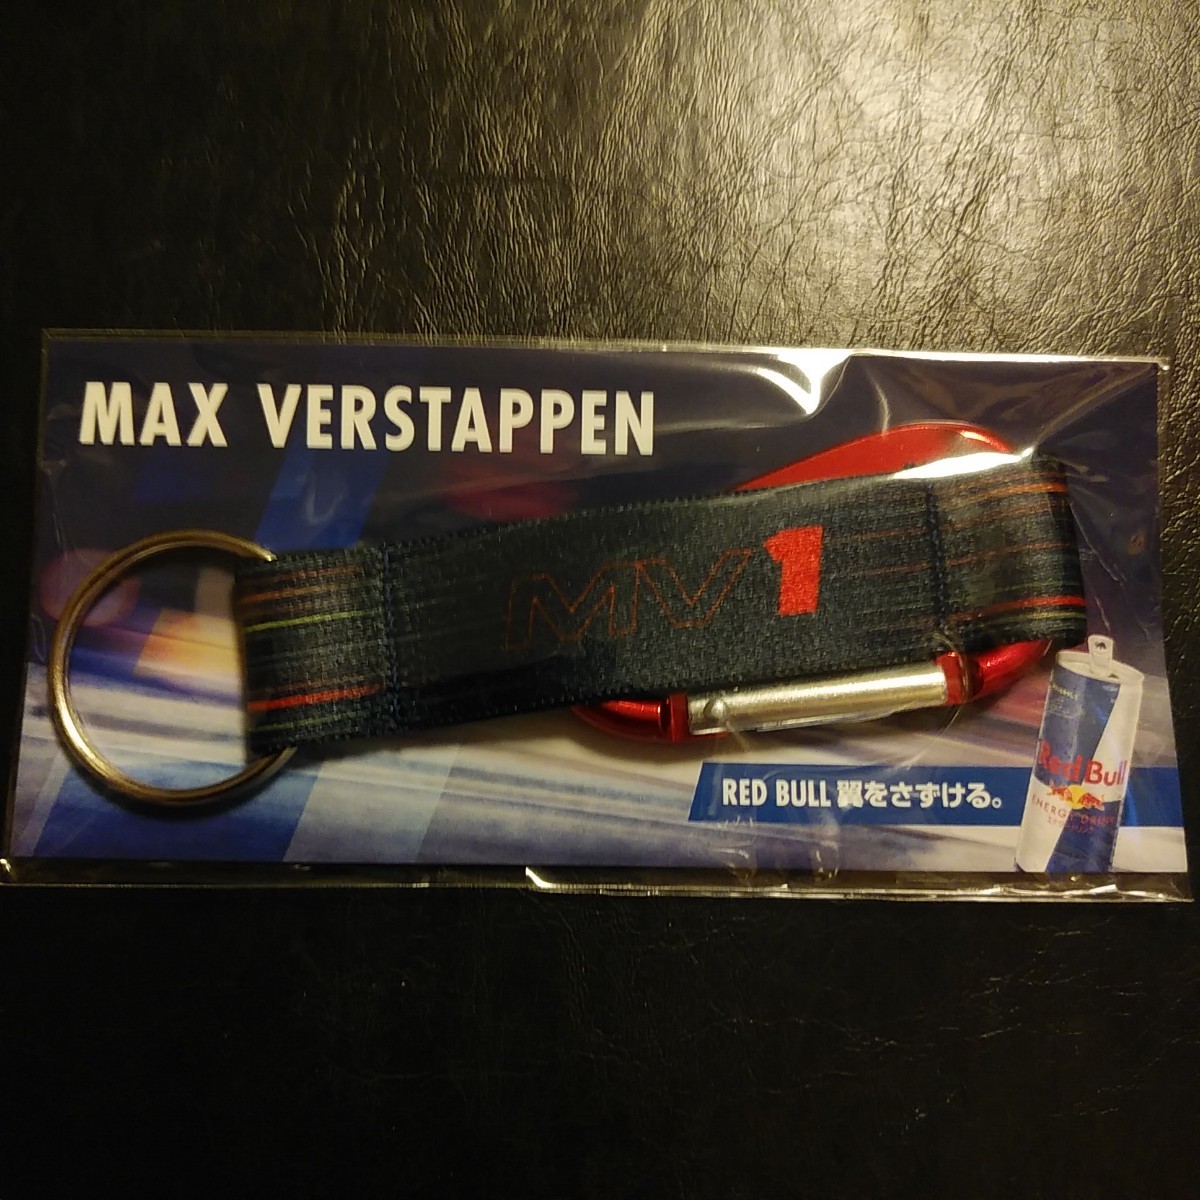 MAX VERSTAPPEN
MV1
RED BULL 翼をさずける。
Red Bull
ENERGY DRINK